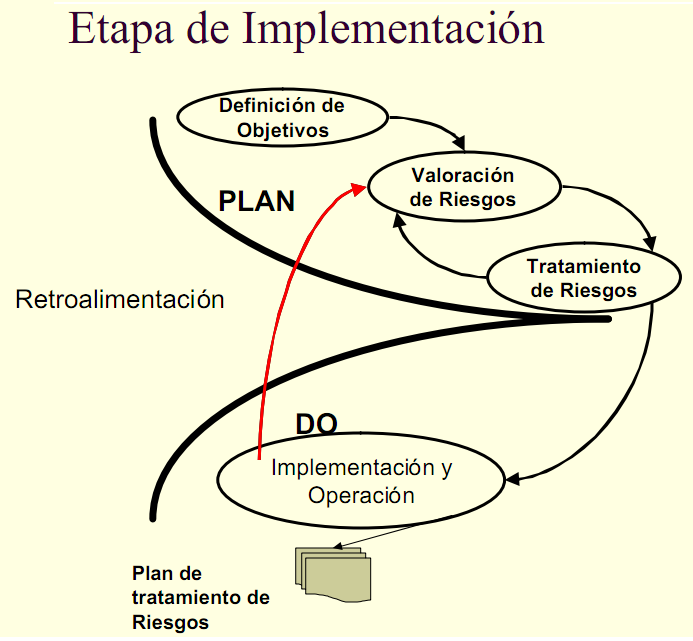 Etapa de Implementación
Definición de
Objetivos
Valoración
de Riesgos
PLAN
Tratamiento
de Riesgos
Retroalimentación
DO
Implementación y
Operación
Plan de
tratamiento de
Riesgos